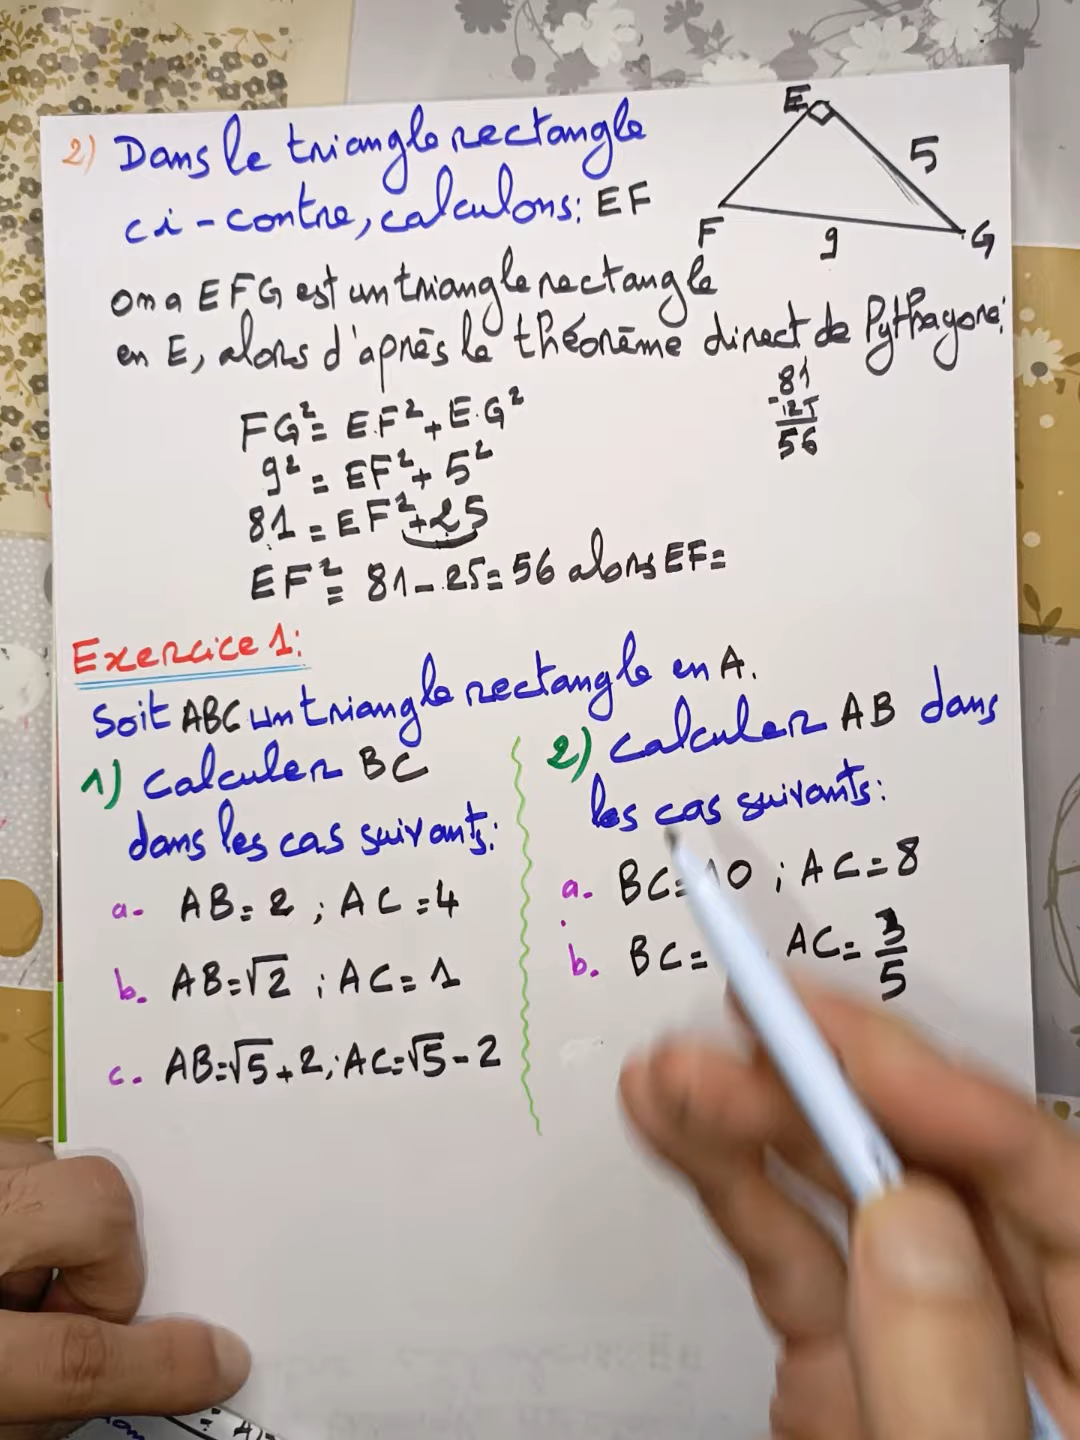 2) Dans le triangle rectangle
ci-contre, calculons: EF
E
5
F
9
G
on a EFG est un triangle rectangle
en E, alors d'après le théorème direct de Pythagore:
81
-25
56
FG² = EF² + EG²
9² = EF² + 5²
81 = EF² + 25
EF² = 81 - 25 = 56 alors EF =
Exercice 1:
Soit ABC un triangle rectangle en A.
1) Calculer BC
dans les cas suivants:
a- AB = 2 ; AC = 4
b. AB = √2 ; AC = 1
c. AB = √5 + 2 ; AC = √5 - 2
2) Calculer AB dans
les cas suivants:
a. BC = 10 ; AC = 8
b. BC = AC = 3/5